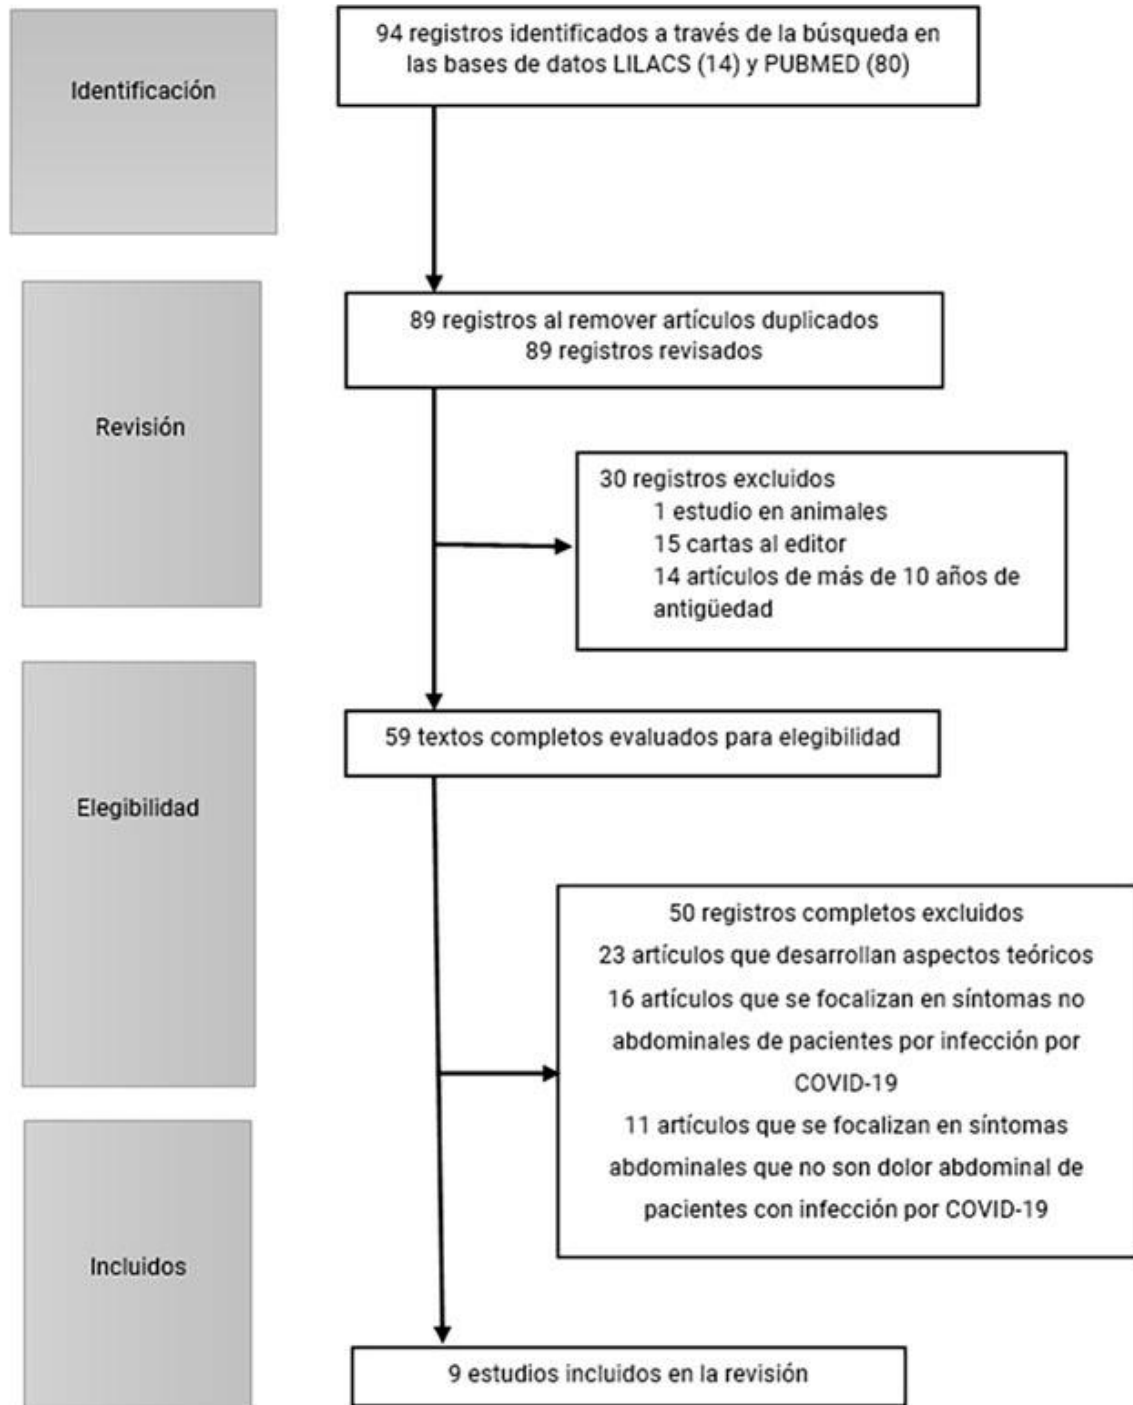 Identificación
94 registros identificados a través de la búsqueda en
las bases de datos LILACS (14) y PUBMED (80)
Revisión
89 registros al remover artículos duplicados
89 registros revisados
30 registros excluidos
1 estudio en animales
15 cartas al editor
14 artículos de más de 10 años de
antigüedad
Elegibilidad
59 textos completos evaluados para elegibilidad
50 registros completos excluidos
23 artículos que desarrollan aspectos teóricos
16 artículos que se focalizan en síntomas no
abdominales de pacientes por infección por
COVID-19
11 artículos que se focalizan en síntomas
abdominales que no son dolor abdominal de
pacientes con infección por COVID-19
Incluidos
9 estudios incluidos en la revisión